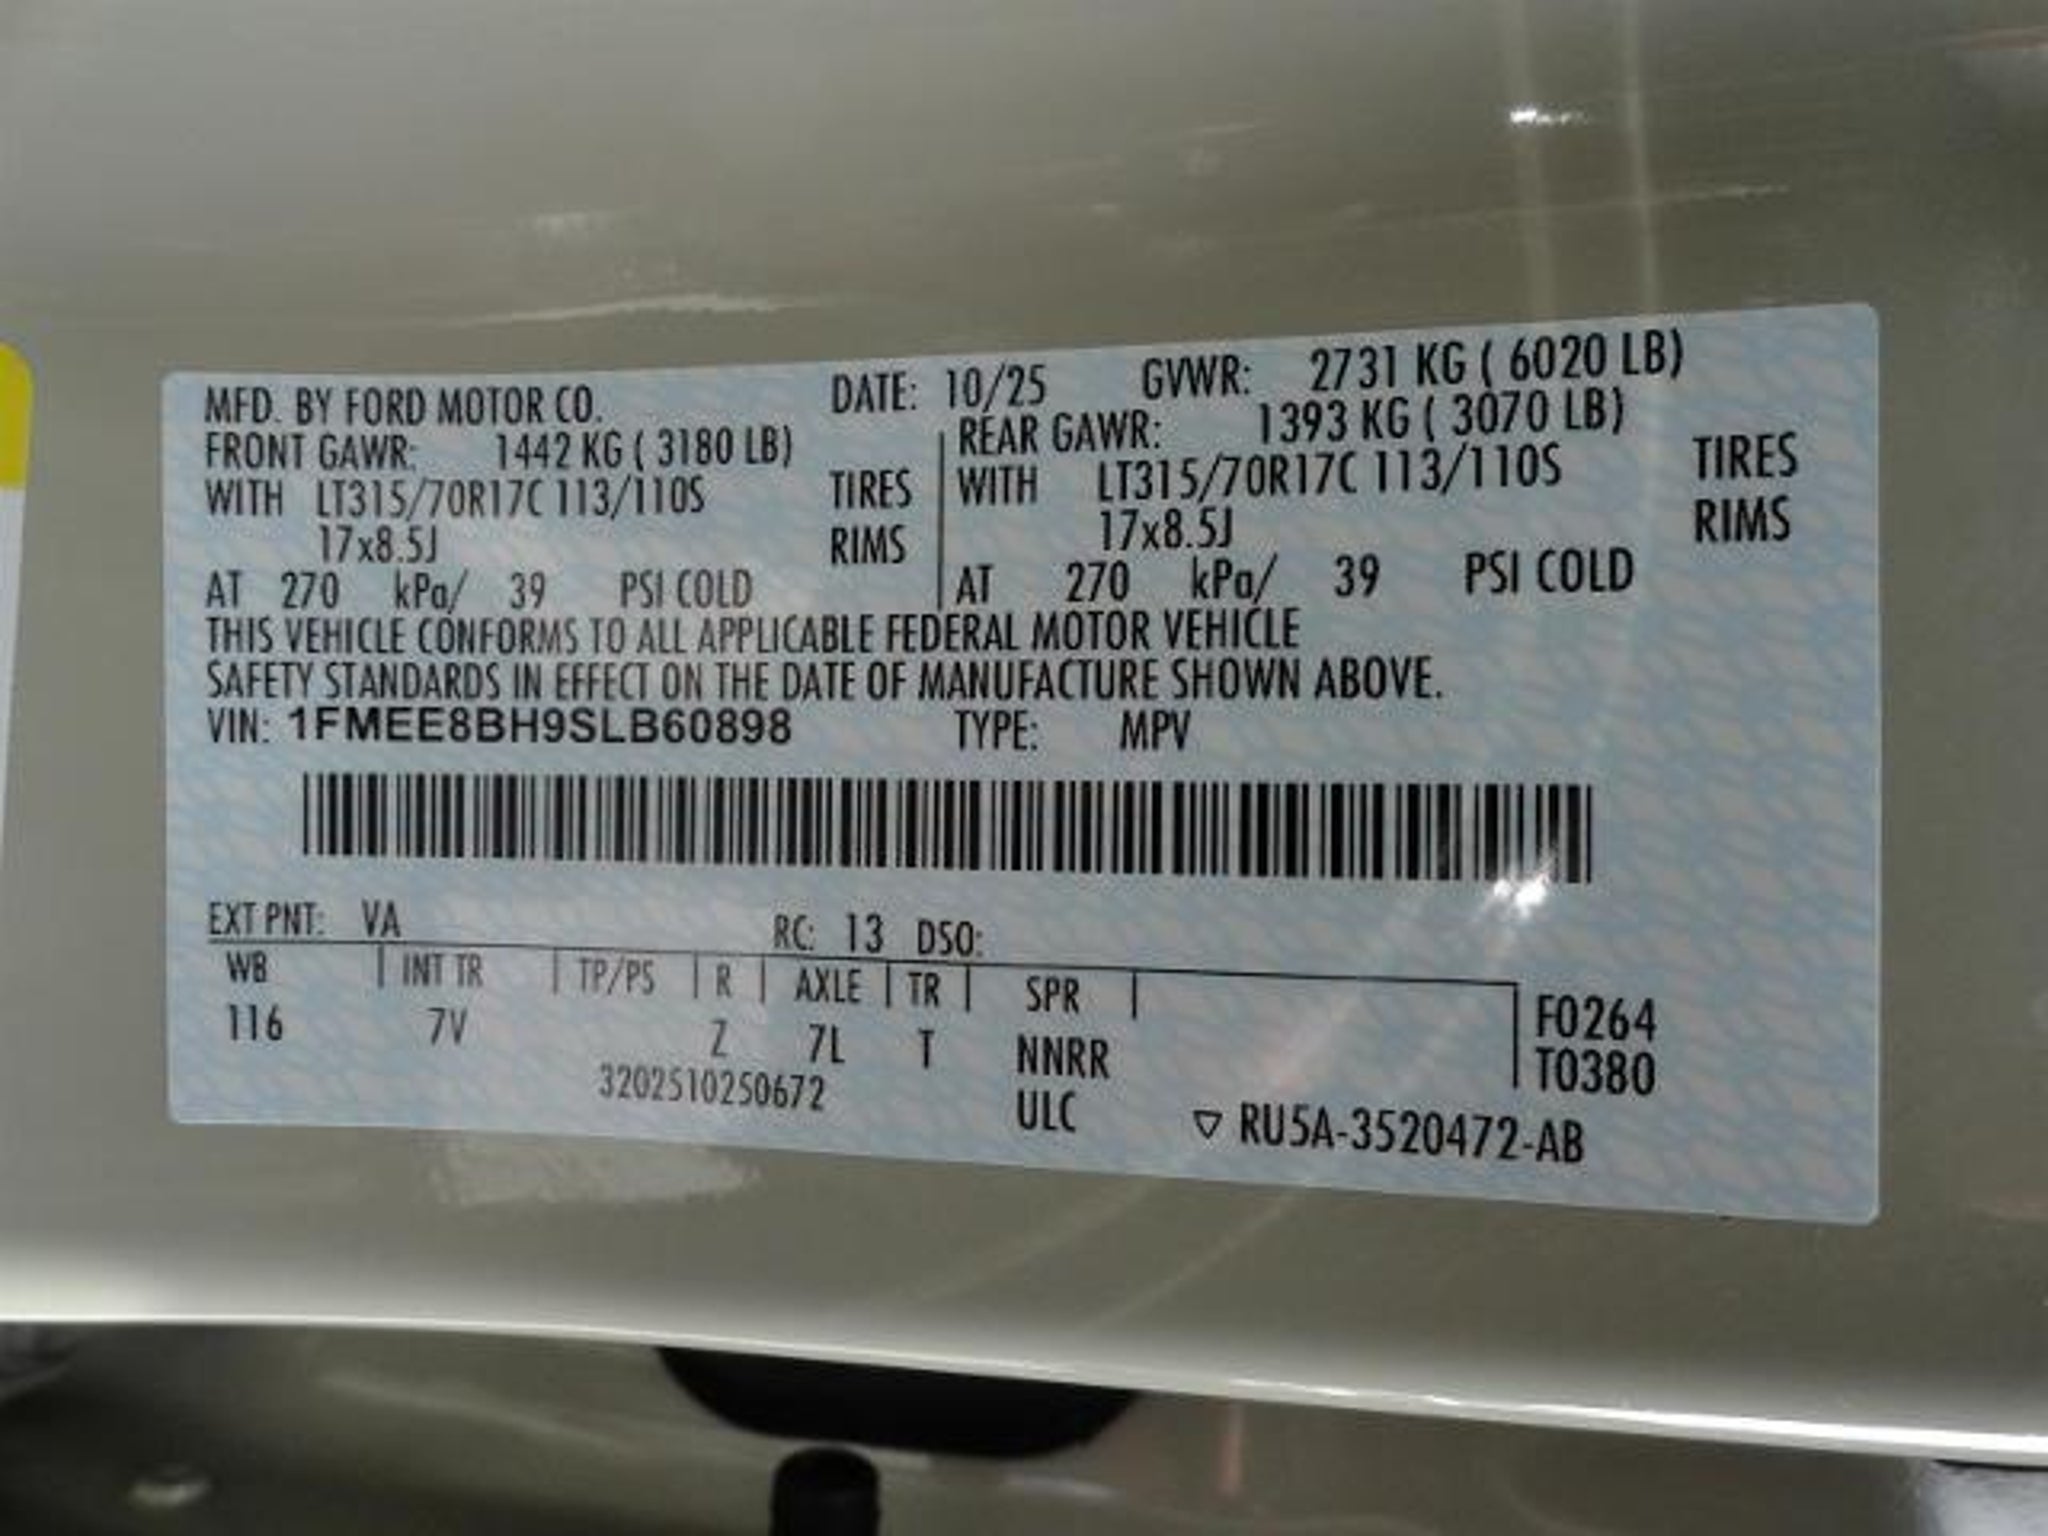 MFD. BY FORD MOTOR CO. DATE: 10/25 GVWR: 2731 KG ( 6020 LB)
FRONT GAWR: 1442 KG ( 3180 LB) REAR GAWR: 1393 KG ( 3070 LB)
WITH LT315/70R17C 113/110S TIRES WITH LT315/70R17C 113/110S TIRES
17x8.5J RIMS 17x8.5J RIMS
AT 270 kPa/ 39 PSI COLD AT 270 kPa/ 39 PSI COLD
THIS VEHICLE CONFORMS TO ALL APPLICABLE FEDERAL MOTOR VEHICLE
SAFETY STANDARDS IN EFFECT ON THE DATE OF MANUFACTURE SHOWN ABOVE.
VIN: 1FMEE8BH9SLB60898 TYPE: MPV
EXT PNT: VA RC: 13 DSO:
WB INT TR TP/PS R AXLE TR SPR F0264
116 7V Z 7L T NNRR T0380
3202510250672 ULC ▽ RU5A-3520472-AB